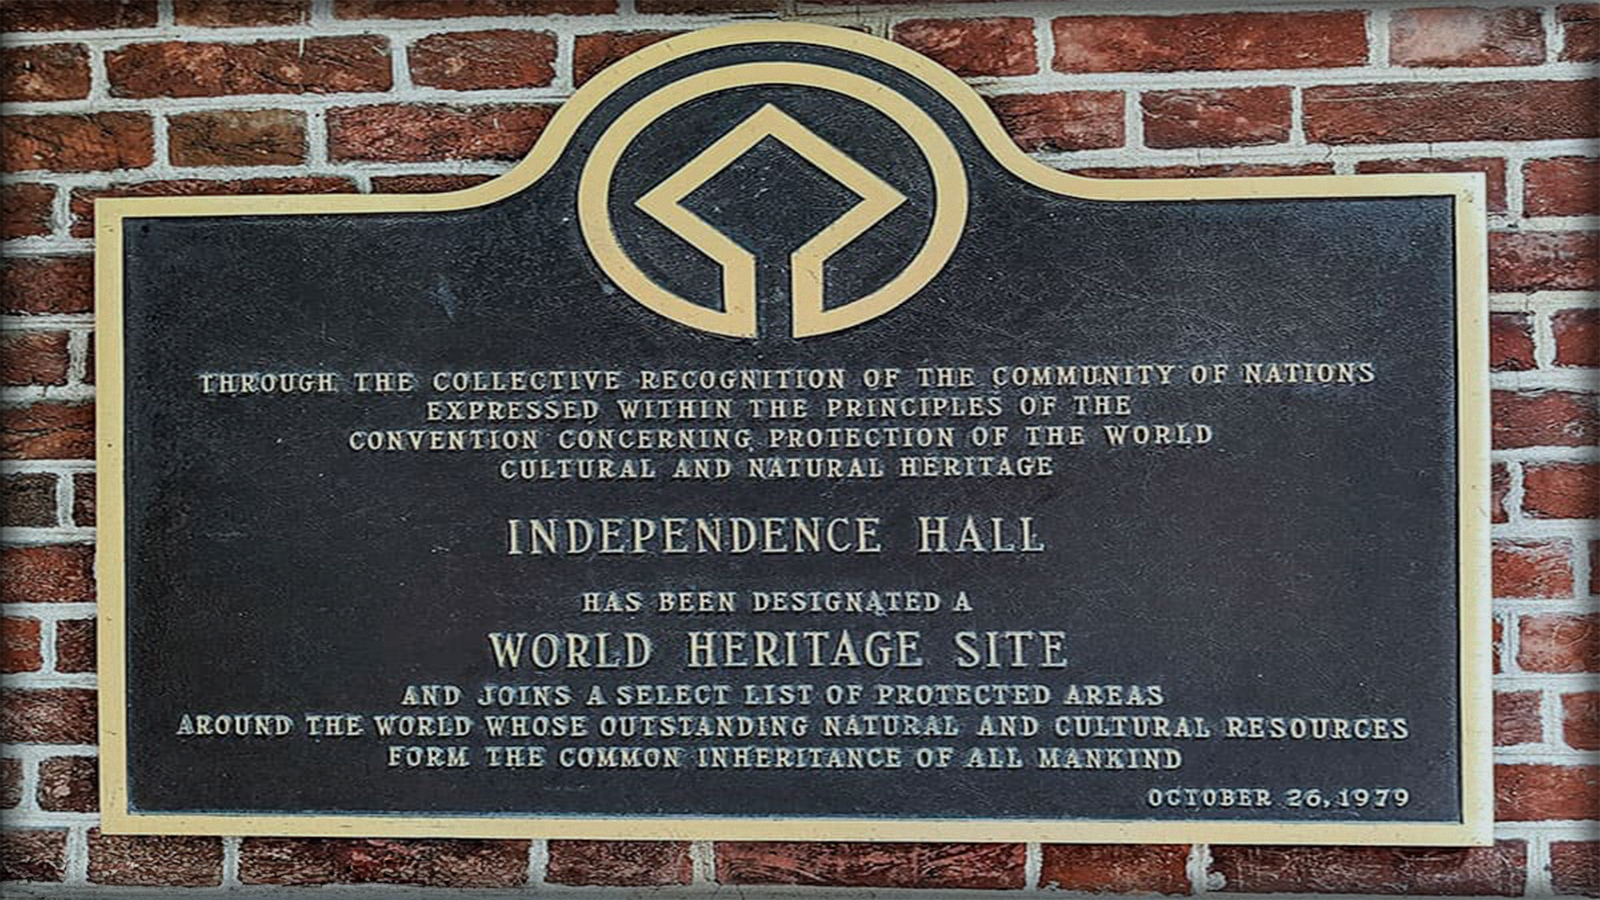 THROUGH THE COLLECTIVE RECOGNITION OF THE COMMUNITY OF NATIONS
EXPRESSED WITHIN THE PRINCIPLES OF THE
CONVENTION CONCERNING PROTECTION OF THE WORLD
CULTURAL AND NATURAL HERITAGE
INDEPENDENCE HALL
HAS BEEN DESIGNATED A
WORLD HERITAGE SITE
AND JOINS A SELECT LIST OF PROTECTED AREAS
AROUND THE WORLD WHOSE OUTSTANDING NATURAL AND CULTURAL RESOURCES
FORM THE COMMON INHERITANCE OF ALL MANKIND
OCTOBER 26, 1979